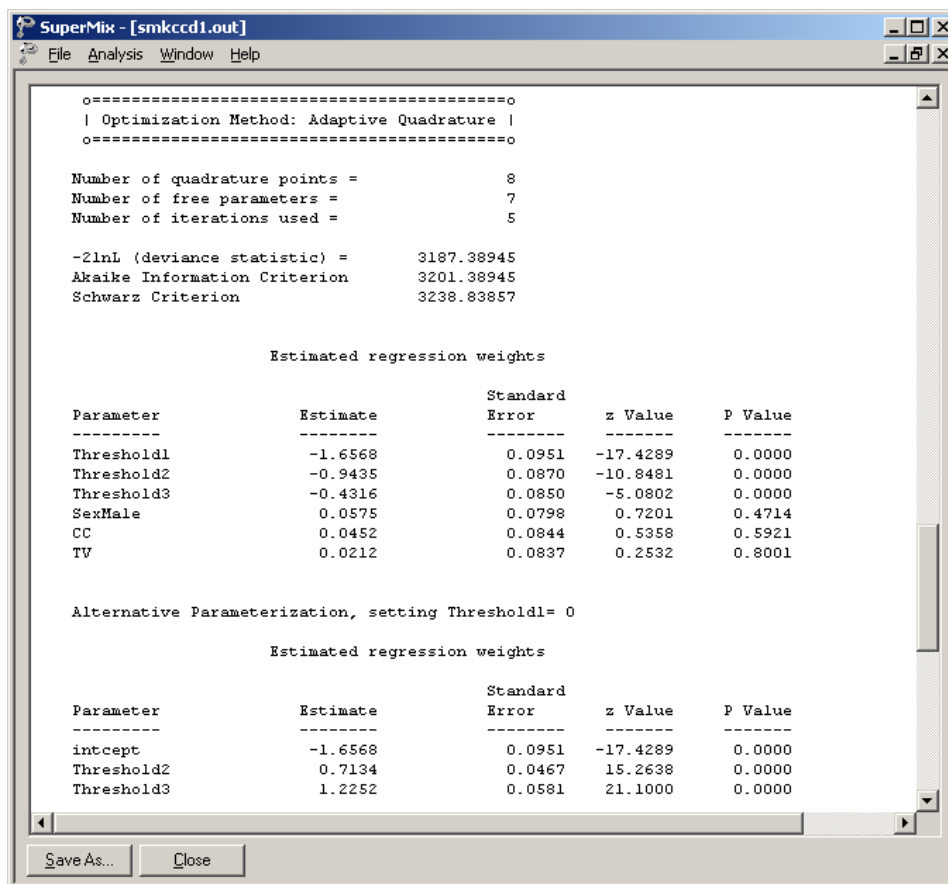 SuperMix - [smkccd1.out]
File Analysis Window Help
o==========================================o
| Optimization Method: Adaptive Quadrature |
o==========================================o
Number of quadrature points = 8
Number of free parameters = 7
Number of iterations used = 5
-2lnL (deviance statistic) = 3187.38945
Akaike Information Criterion 3201.38945
Schwarz Criterion 3238.83857
Estimated regression weights
Standard
Parameter Estimate Error z Value P Value
--------- -------- -------- ------- -------
Threshold1 -1.6568 0.0951 -17.4289 0.0000
Threshold2 -0.9435 0.0870 -10.8481 0.0000
Threshold3 -0.4316 0.0850 -5.0802 0.0000
SexMale 0.0575 0.0798 0.7201 0.4714
CC 0.0452 0.0844 0.5358 0.5921
TV 0.0212 0.0837 0.2532 0.8001
Alternative Parameterization, setting Threshold1= 0
Estimated regression weights
Standard
Parameter Estimate Error z Value P Value
--------- -------- -------- ------- -------
intcept -1.6568 0.0951 -17.4289 0.0000
Threshold2 0.7134 0.0467 15.2638 0.0000
Threshold3 1.2252 0.0581 21.1000 0.0000
Save As... Close